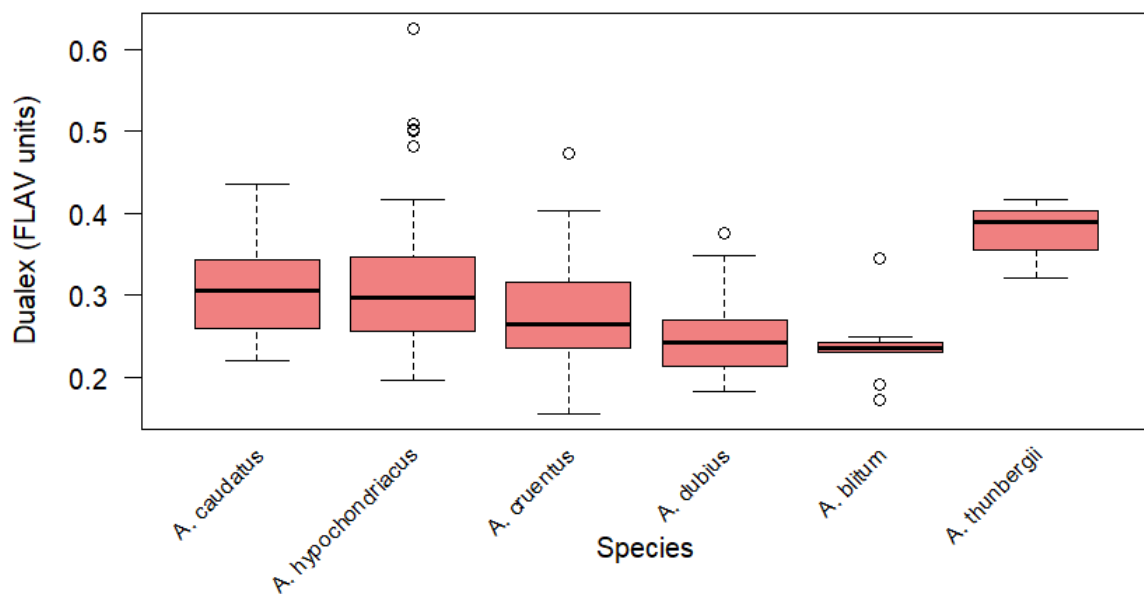 Dualex (FLAV units)
0.6
0.5
0.4
0.3
0.2
A. caudatus
A. hypochondriacus
A. cruentus
A. dubius
A. blitum
A. thunbergii
Species